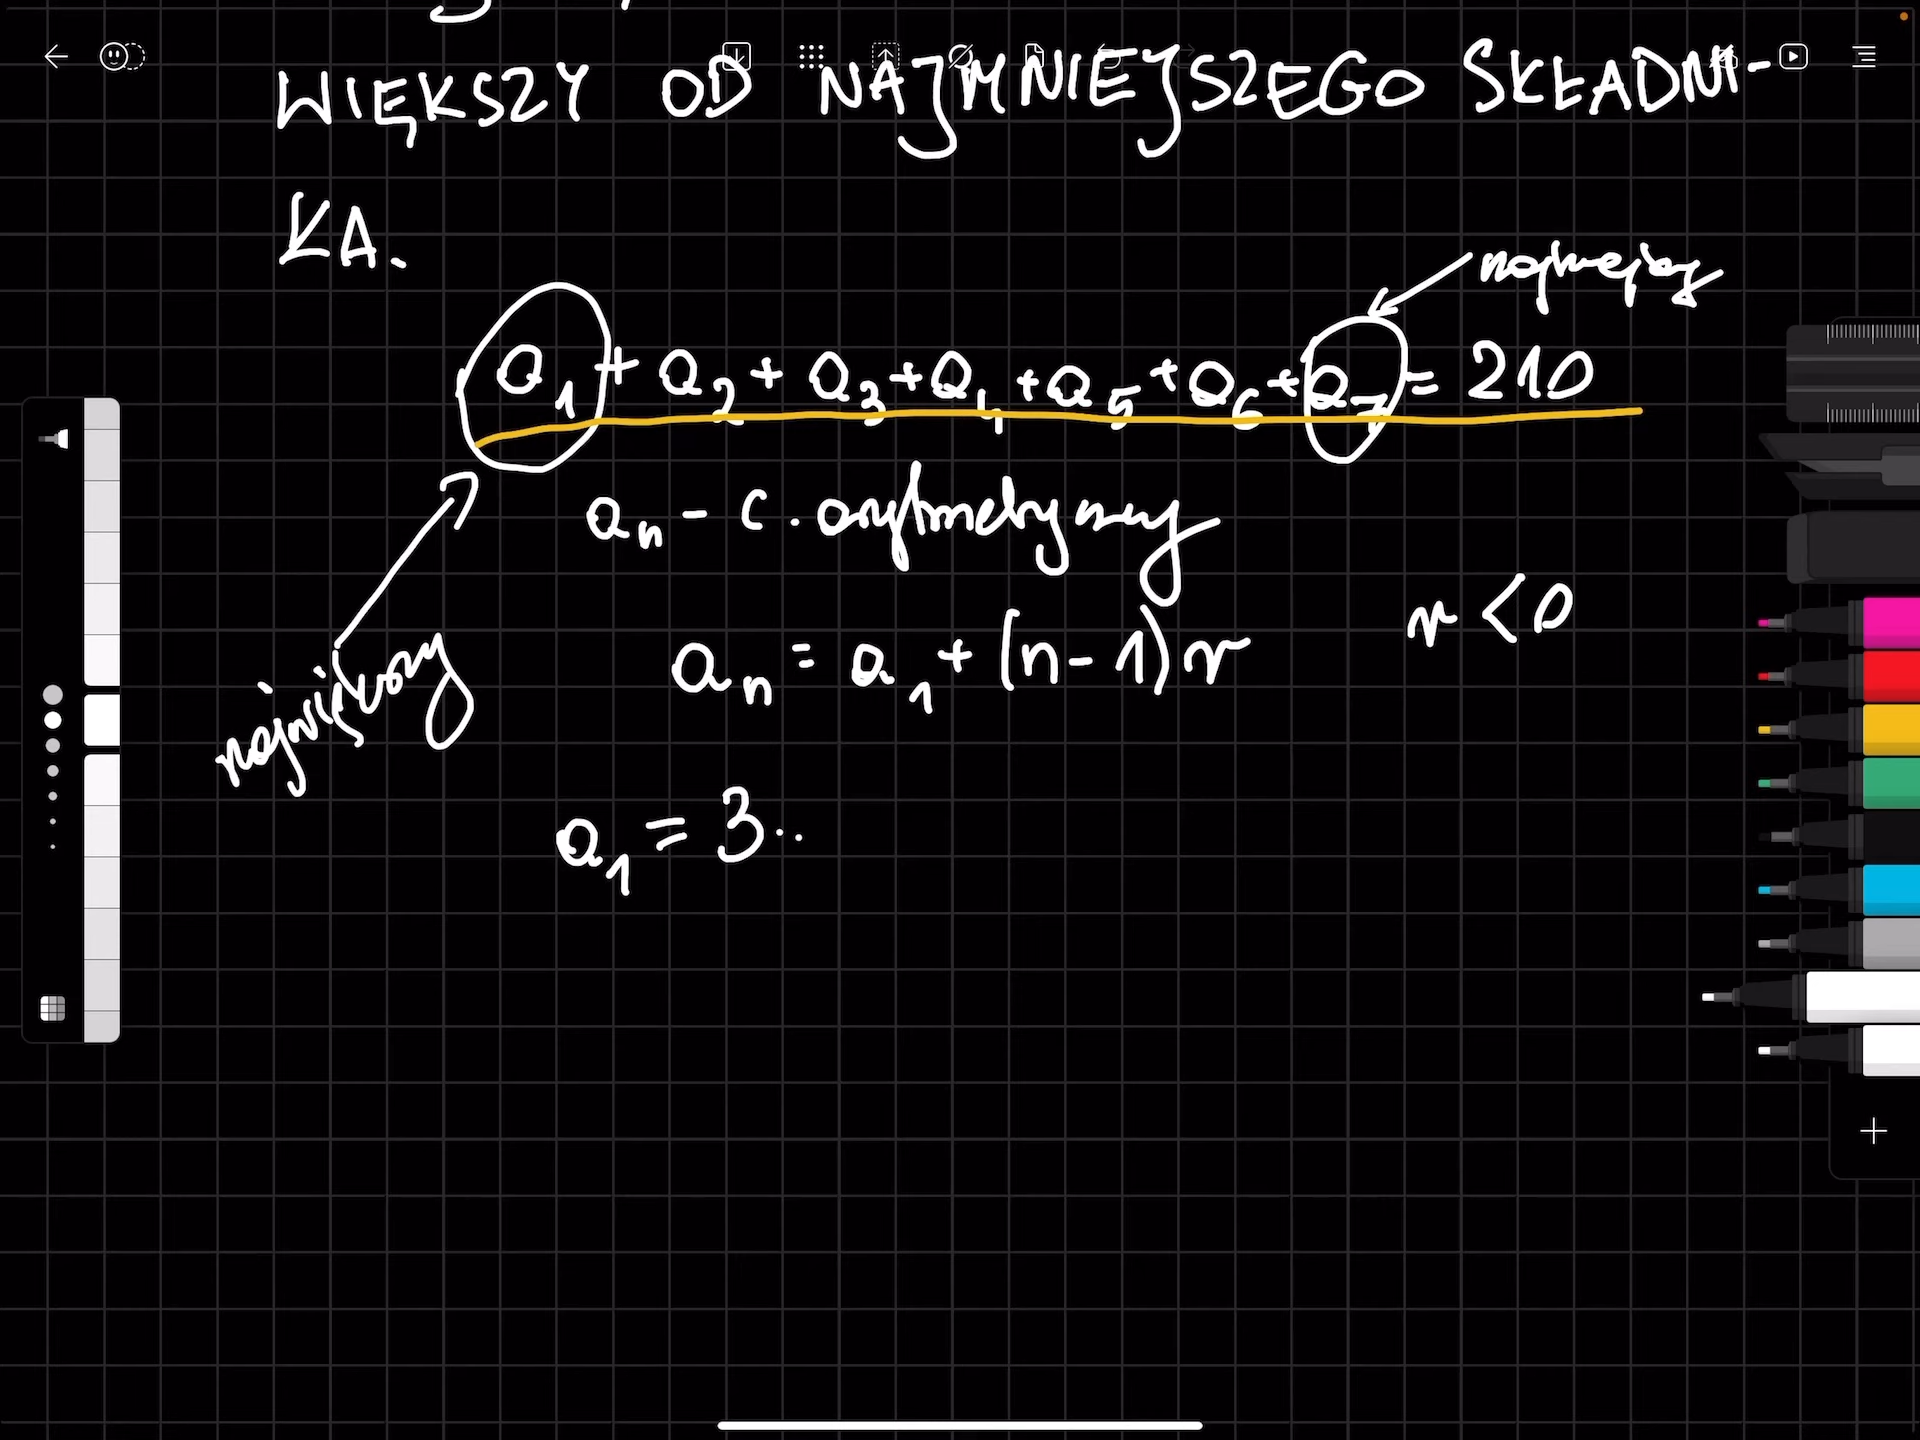 WIĘKSZY OD NAJMNIEJSZEGO SKŁADNI-
KA.
najmniejszy
a₁ + a₂ + a₃ + a₄ + a₅ + a₆ + a₇ = 210
aₙ - c. arytmetyczny
aₙ = a₁ + (n-1)r
r < 0
największy
a₁ = 3..